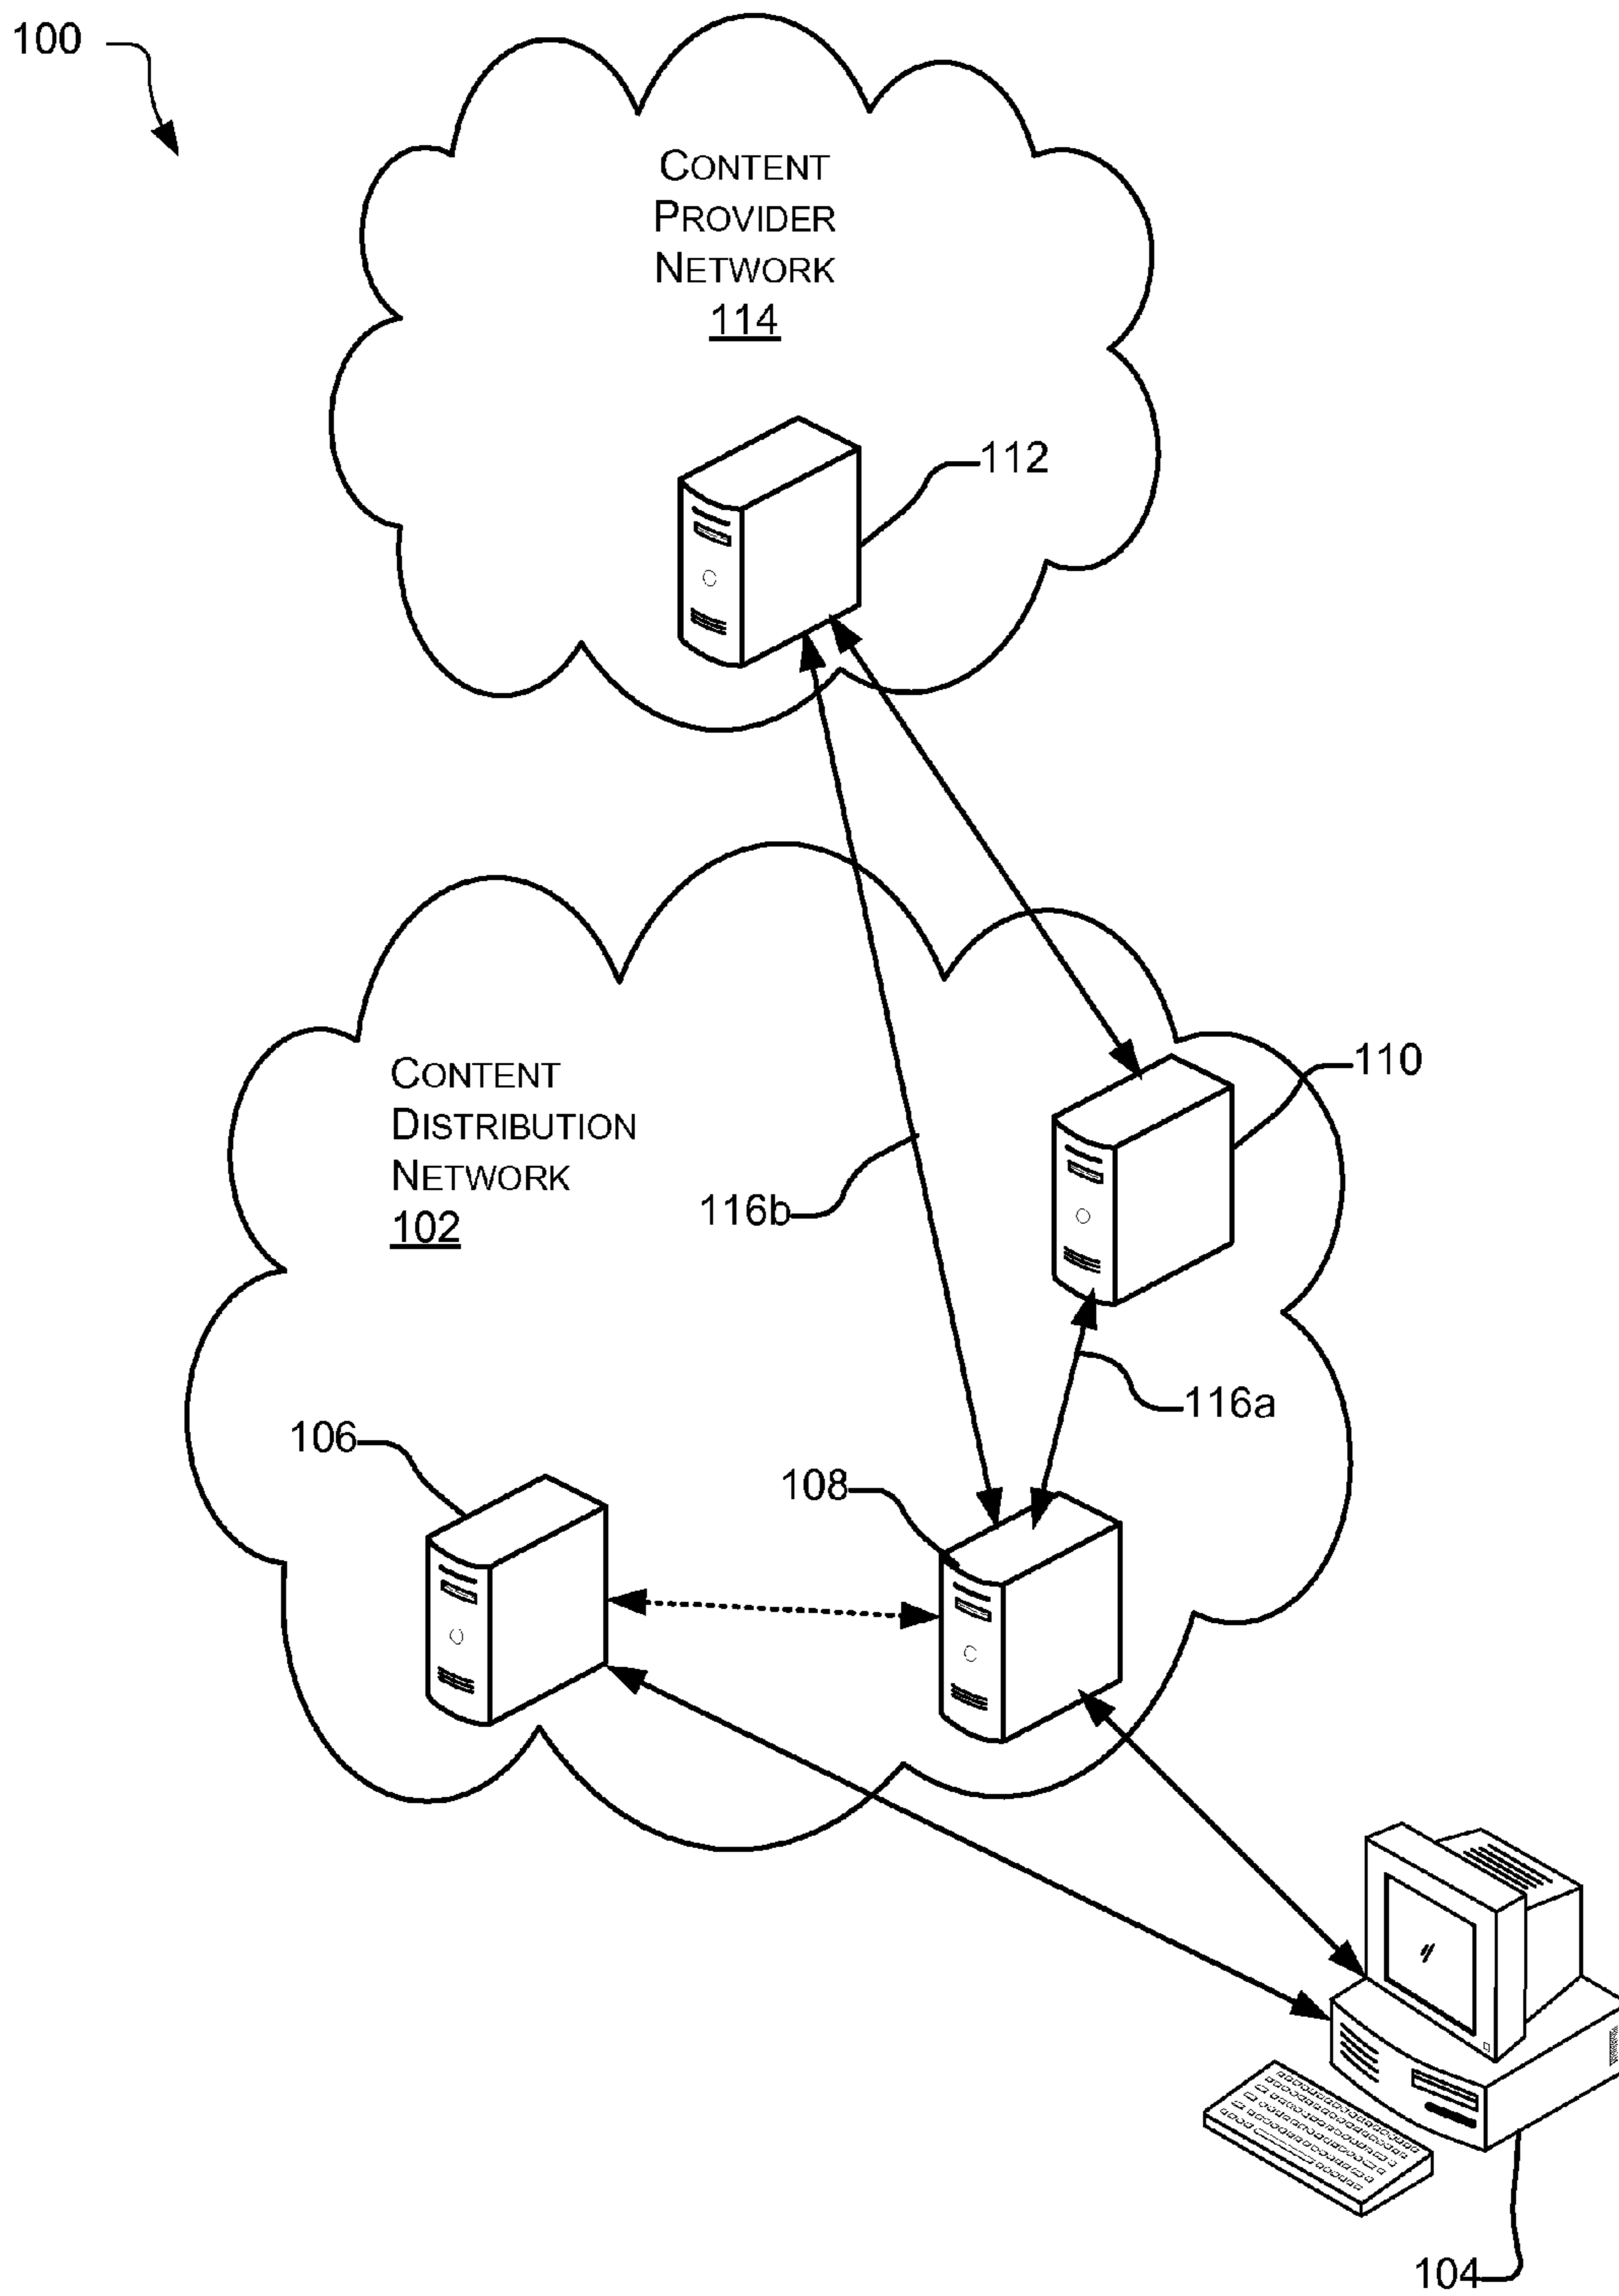 100
CONTENT
PROVIDER
NETWORK
114
112
CONTENT
DISTRIBUTION
NETWORK
102
110
116b
116a
106
108
104